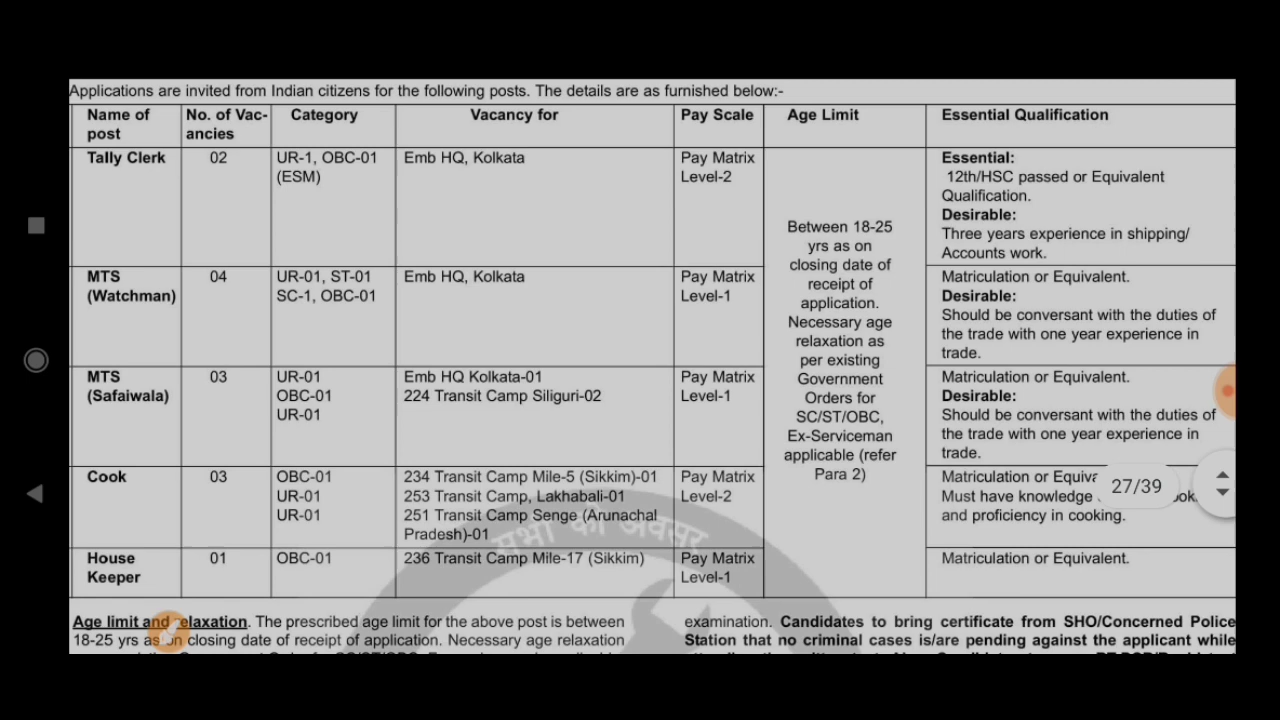 Applications are invited from Indian citizens for the following posts. The details are as furnished below:-
Name of post
No. of Vac-ancies
Category
Vacancy for
Pay Scale
Age Limit
Essential Qualification
Tally Clerk
02
UR-1, OBC-01
(ESM)
Emb HQ, Kolkata
Pay Matrix
Level-2
Between 18-25
yrs as on
closing date of
receipt of
application.
Necessary age
relaxation as
per existing
Government
Orders for
SC/ST/OBC,
Ex-Serviceman
applicable (refer
Para 2)
Essential:
12th/HSC passed or Equivalent
Qualification.
Desirable:
Three years experience in shipping/
Accounts work.
MTS
(Watchman)
04
UR-01, ST-01
SC-1, OBC-01
Emb HQ, Kolkata
Pay Matrix
Level-1
Matriculation or Equivalent.
Desirable:
Should be conversant with the duties of
the trade with one year experience in
trade.
MTS
(Safaiwala)
03
UR-01
OBC-01
UR-01
Emb HQ Kolkata-01
224 Transit Camp Siliguri-02
Pay Matrix
Level-1
Matriculation or Equivalent.
Desirable:
Should be conversant with the duties of
the trade with one year experience in
trade.
Cook
03
OBC-01
UR-01
UR-01
234 Transit Camp Mile-5 (Sikkim)-01
253 Transit Camp, Lakhabali-01
251 Transit Camp Senge (Arunachal
Pradesh)-01
Pay Matrix
Level-2
Matriculation or
Must have knowledge
and proficiency in cooking.
27/39
House
Keeper
01
OBC-01
236 Transit Camp Mile-17 (Sikkim)
Pay Matrix
Level-1
Matriculation or Equivalent.
की अवसर
Age limit and relaxation. The prescribed age limit for the above post is between
18-25 yrs as on closing date of receipt of application. Necessary age relaxation
examination. Candidates to bring certificate from SHO/Concerned Police
Station that no criminal cases is/are pending against the applicant while